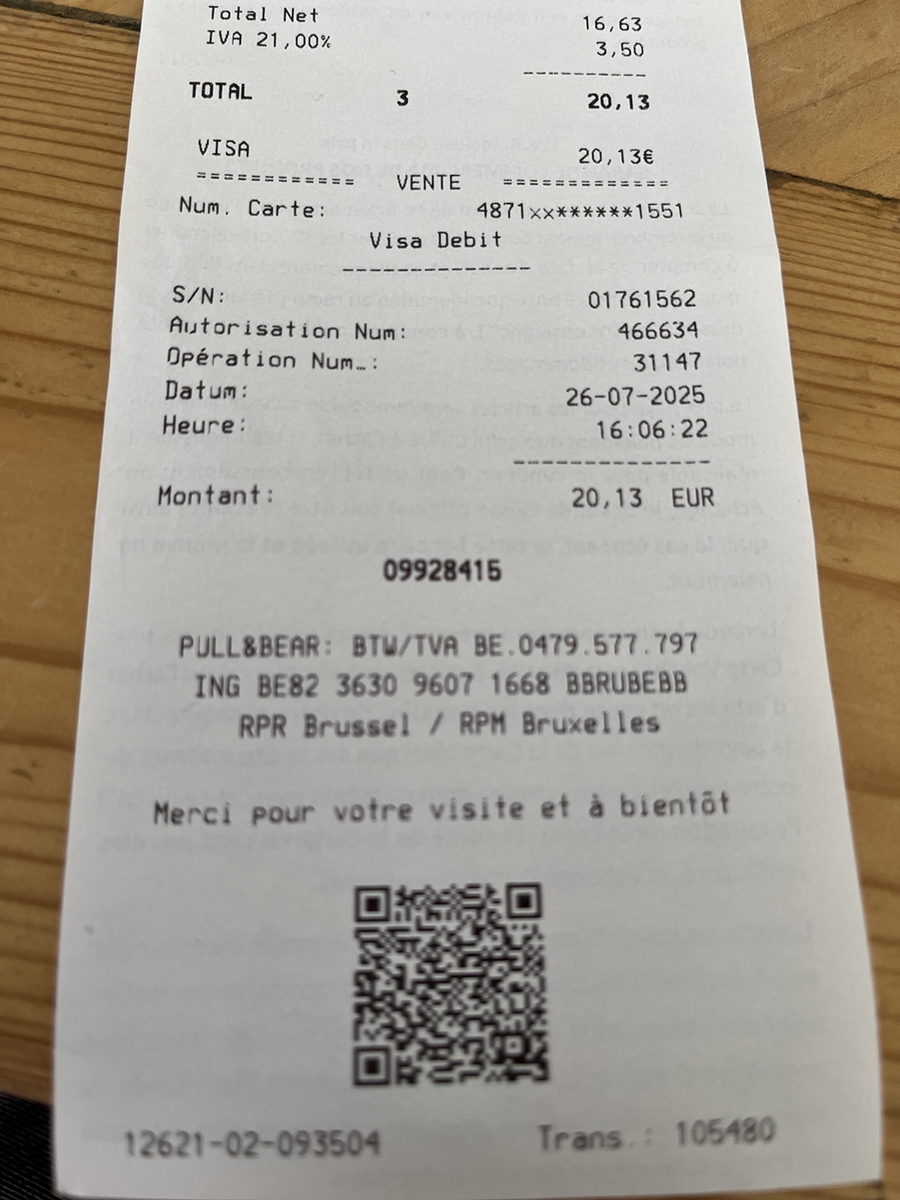 Total Net 16,63
IVA 21,00% 3,50
----------
TOTAL 3 20,13
VISA 20,13€
============ VENTE ============
Num. Carte: 4871xx******1551
Visa Debit
--------------
S/N: 01761562
Autorisation Num: 466634
Opération Num…: 31147
Datum: 26-07-2025
Heure: 16:06:22
--------------
Montant: 20,13 EUR
09928415
PULL&BEAR: BTW/TVA BE.0479.577.797
ING BE82 3630 9607 1668 BBRUBEBB
RPR Brussel / RPM Bruxelles
Merci pour votre visite et à bientôt
12621-02-093504 Trans.: 105480